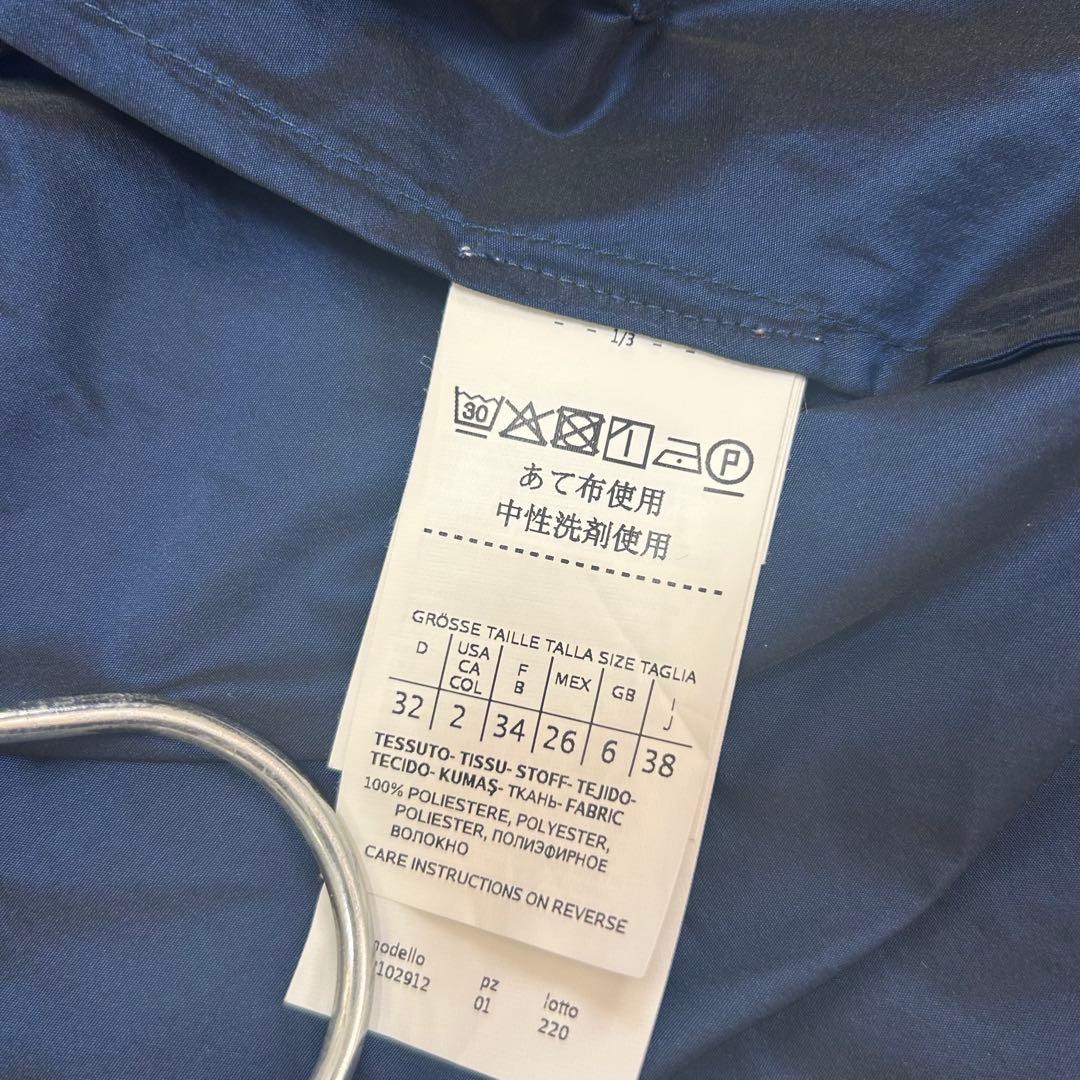 - - 1/3 - -
30 P
あて布使用
中性洗剤使用
GRÖSSE TAILLE TALLA SIZE TAGLIA
D USA CA COL F B MEX GB I J
32 2 34 26 6 38
TESSUTO- TISSU- STOFF- TEJIDO-
TECIDO- KUMAŞ- ТКАНЬ- FABRIC
100% POLIESTERE, POLYESTER,
POLIESTER, ПОЛИЭФИРНОЕ
ВОЛОКНО
CARE INSTRUCTIONS ON REVERSE
modello pz lotto
102912 01 220